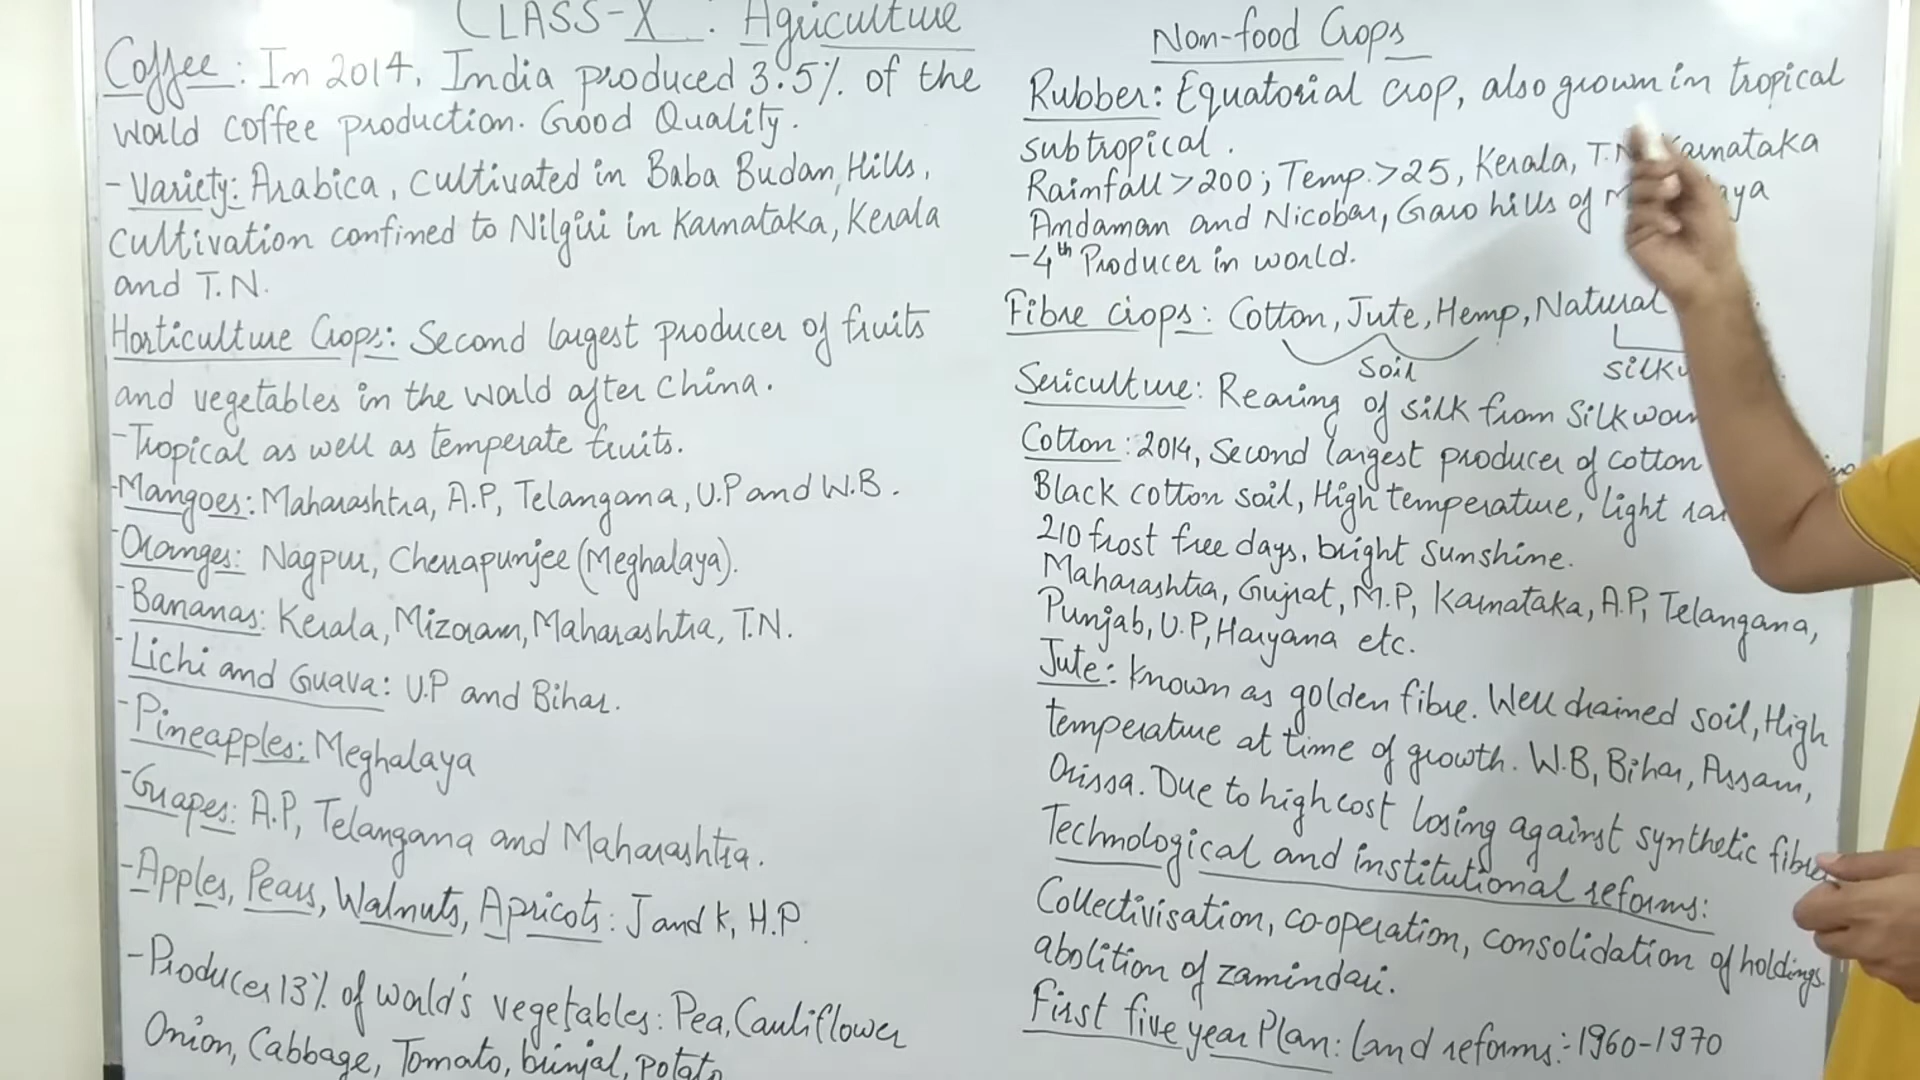 CLASS-X : Agriculture
Coffee: In 2014, India produced 3.5% of the
world coffee production. Good Quality.
- Variety: Arabica, cultivated in Baba Budan Hills,
cultivation confined to Nilgiri in Karnataka, Kerala
and T.N.
Horticulture Crops: Second largest producer of fruits
and vegetables in the world after China.
- Tropical as well as temperate fruits.
- Mangoes: Maharashtra, A.P, Telangana, U.P and W.B.
- Oranges: Nagpur, Cherrapunjee (Meghalaya).
- Bananas: Kerala, Mizoram, Maharashtra, T.N.
- Lichi and Guava: U.P and Bihar.
- Pineapples: Meghalaya
- Grapes: A.P, Telangana and Maharashtra.
- Apples, Pears, Walnuts, Apricots: J and K, H.P.
- Produces 13% of world's vegetables: Pea, Cauliflower
Onion, Cabbage, Tomato, brinjal, potato
Non-food Crops
Rubber: Equatorial crop, also grown in tropical
subtropical.
Rainfall > 200; Temp. > 25, Kerala, T.N, Karnataka
Andaman and Nicobar, Garo hills of
- 4th Producer in world.
Fibre crops: Cotton, Jute, Hemp, Natural
Soil
Sericulture: Rearing of silk from
Cotton: 2014, Second largest producer of cotton
Black cotton soil, High temperature, light
210 frost free days, bright sunshine.
Maharashtra, Gujrat, M.P, Karnataka, A.P, Telangana,
Punjab, U.P, Haryana etc.
Jute: Known as golden fibre. Well drained soil, High
temperature at time of growth. W.B, Bihar, Assam,
Orissa. Due to high cost losing against synthetic
Technological and institutional reforms:
Collectivisation, co-operation, consolidation of holdings
abolition of zamindari.
First five year Plan: land reforms: 1960-1970